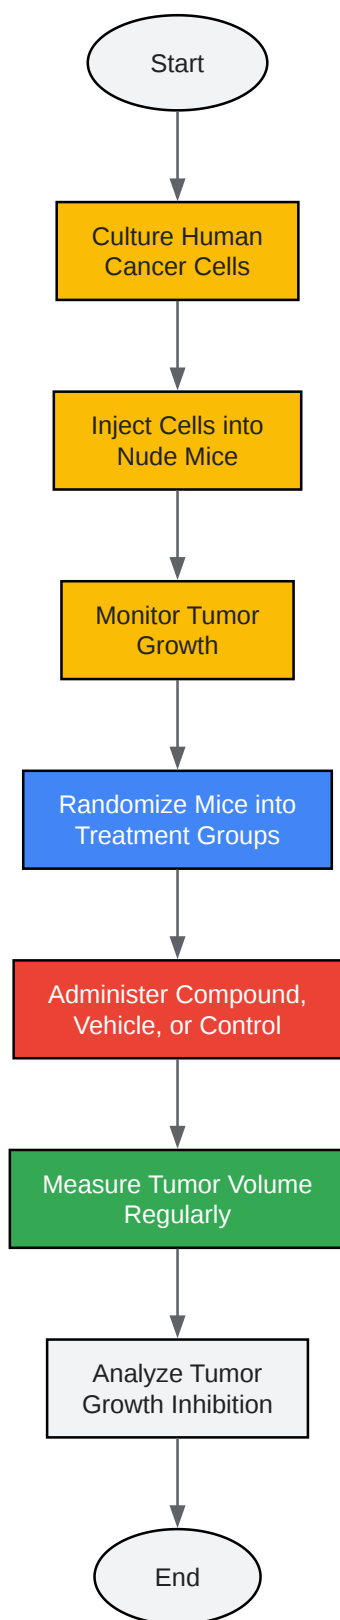 Start
Culture Human
Cancer Cells
Inject Cells into
Nude Mice
Monitor Tumor
Growth
Randomize Mice into
Treatment Groups
Administer Compound,
Vehicle, or Control
Measure Tumor Volume
Regularly
Analyze Tumor
Growth Inhibition
End